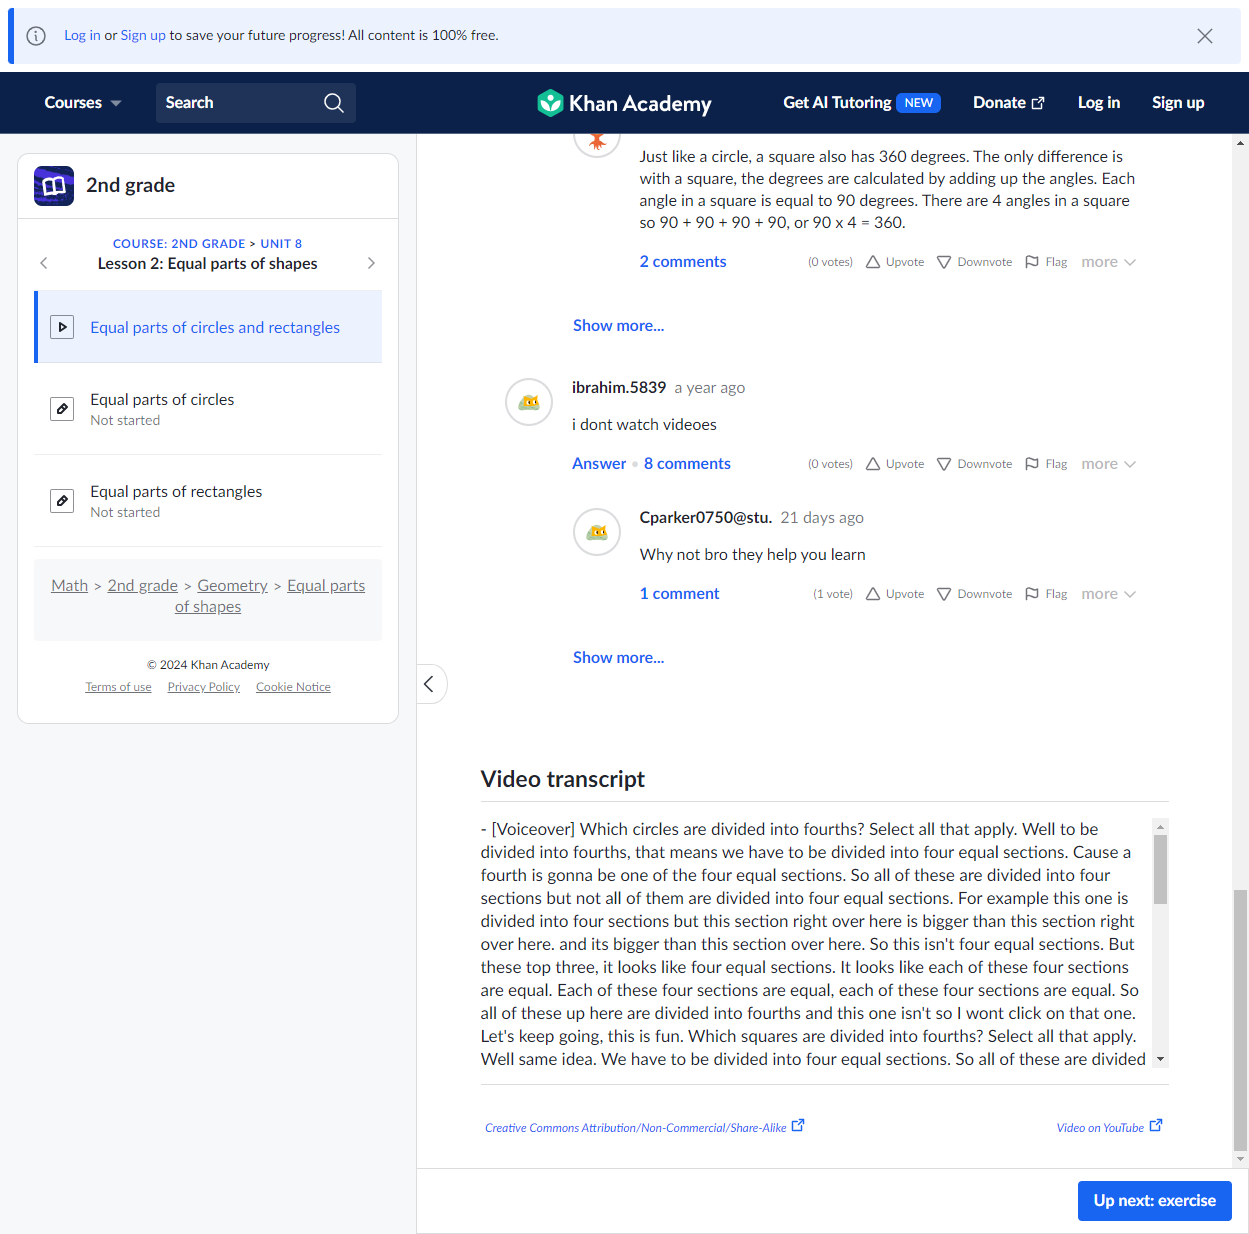 Log in or Sign up to save your future progress! All content is 100% free.
Courses
Search
Khan Academy
Get AI Tutoring NEW
Donate
Log in
Sign up
2nd grade
COURSE: 2ND GRADE > UNIT 8
Lesson 2: Equal parts of shapes
Equal parts of circles and rectangles
Equal parts of circles
Not started
Equal parts of rectangles
Not started
Math > 2nd grade > Geometry > Equal parts
of shapes
© 2024 Khan Academy
Terms of use Privacy Policy Cookie Notice
Just like a circle, a square also has 360 degrees. The only difference is
with a square, the degrees are calculated by adding up the angles. Each
angle in a square is equal to 90 degrees. There are 4 angles in a square
so 90 + 90 + 90 + 90, or 90 x 4 = 360.
2 comments (0 votes) Upvote Downvote Flag more
Show more...
ibrahim.5839 a year ago
i dont watch videoes
Answer • 8 comments (0 votes) Upvote Downvote Flag more
Cparker0750@stu. 21 days ago
Why not bro they help you learn
1 comment (1 vote) Upvote Downvote Flag more
Show more...
Video transcript
- [Voiceover] Which circles are divided into fourths? Select all that apply. Well to be
divided into fourths, that means we have to be divided into four equal sections. Cause a
fourth is gonna be one of the four equal sections. So all of these are divided into four
sections but not all of them are divided into four equal sections. For example this one is
divided into four sections but this section right over here is bigger than this section right
over here. and its bigger than this section over here. So this isn't four equal sections. But
these top three, it looks like four equal sections. It looks like each of these four sections
are equal. Each of these four sections are equal, each of these four sections are equal. So
all of these up here are divided into fourths and this one isn't so I wont click on that one.
Let's keep going, this is fun. Which squares are divided into fourths? Select all that apply.
Well same idea. We have to be divided into four equal sections. So all of these are divided
Creative Commons Attribution/Non-Commercial/Share-Alike
Video on YouTube
Up next: exercise